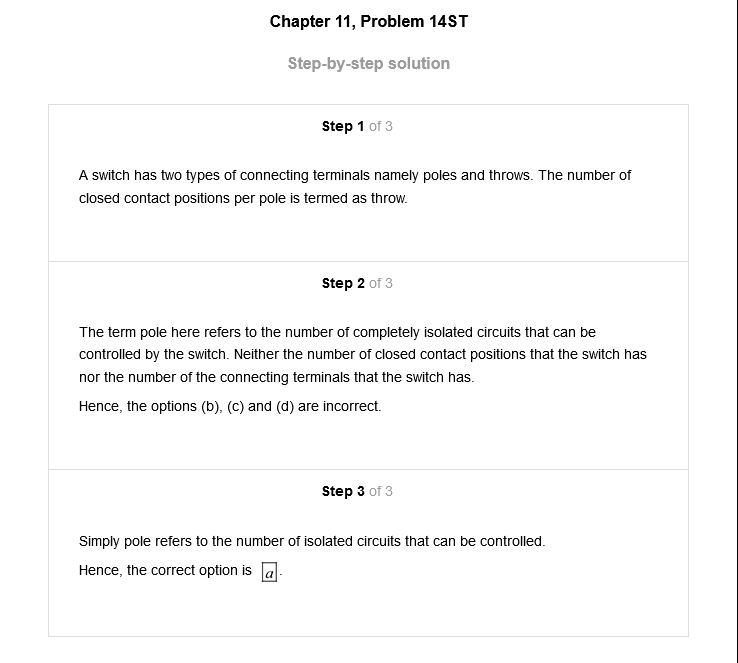 Chapter 11, Problem 14ST
Step-by-step solution
Step 1 of 3
A switch has two types of connecting terminals namely poles and throws. The number of
closed contact positions per pole is termed as throw.
Step 2 of 3
The term pole here refers to the number of completely isolated circuits that can be
controlled by the switch. Neither the number of closed contact positions that the switch has
nor the number of the connecting terminals that the switch has.
Hence, the options (b), (c) and (d) are incorrect.
Step 3 of 3
Simply pole refers to the number of isolated circuits that can be controlled.
Hence, the correct option is a.